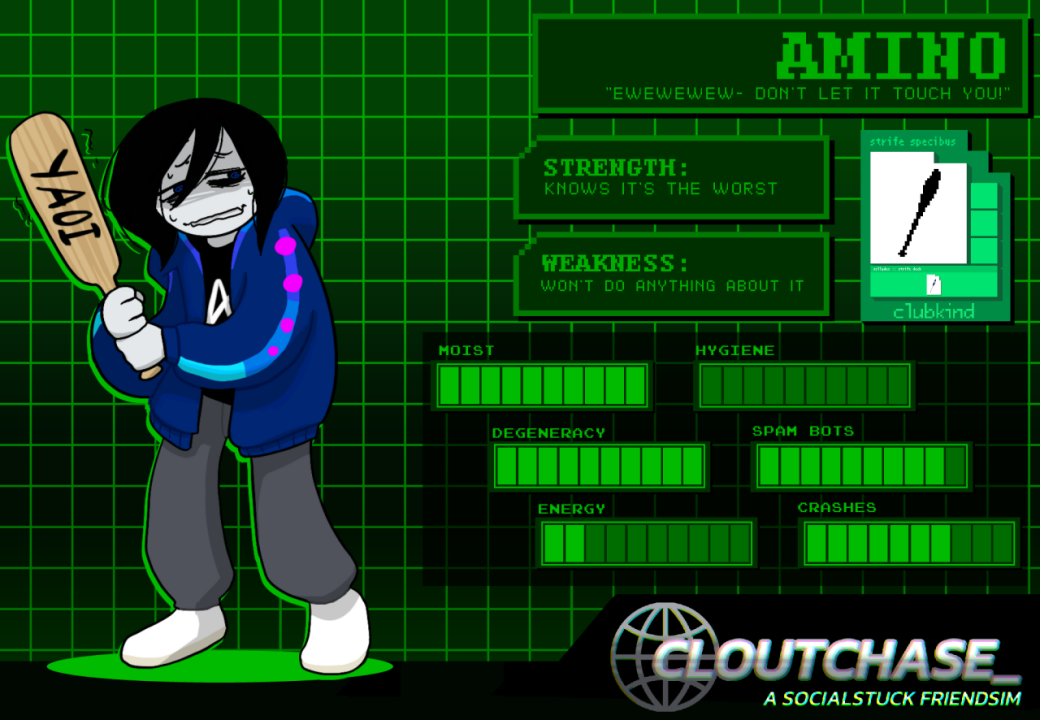 AMINO
"EWEWEWEW- DON'T LET IT TOUCH YOU!"
YAOI
STRENGTH:
KNOWS IT'S THE WORST
strife specibus
WEAKNESS:
WON'T DO ANYTHING ABOUT IT
clubkind
MOIST
HYGIENE
DEGENERACY
SPAM BOTS
ENERGY
CRASHES
CLOUTCHASE_
A SOCIALSTUCK FRIENDSIM